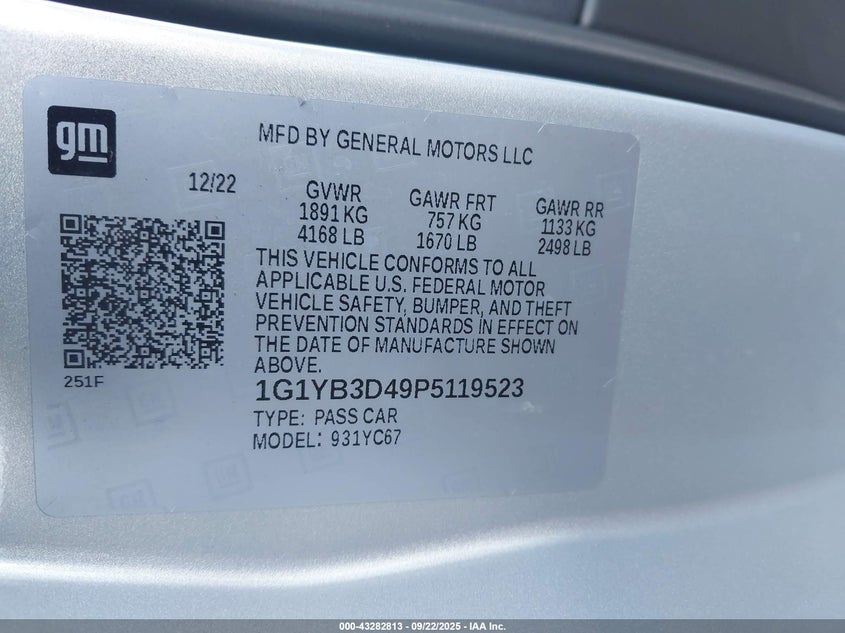 gm
MFD BY GENERAL MOTORS LLC
12/22
GVWR
1891 KG
4168 LB
GAWR FRT
757 KG
1670 LB
GAWR RR
1133 KG
2498 LB
THIS VEHICLE CONFORMS TO ALL
APPLICABLE U.S. FEDERAL MOTOR
VEHICLE SAFETY, BUMPER, AND THEFT
PREVENTION STANDARDS IN EFFECT ON
THE DATE OF MANUFACTURE SHOWN
ABOVE.
251F
1G1YB3D49P5119523
TYPE: PASS CAR
MODEL: 931YC67
000-43282813 - 09/22/2025 - IAA Inc.